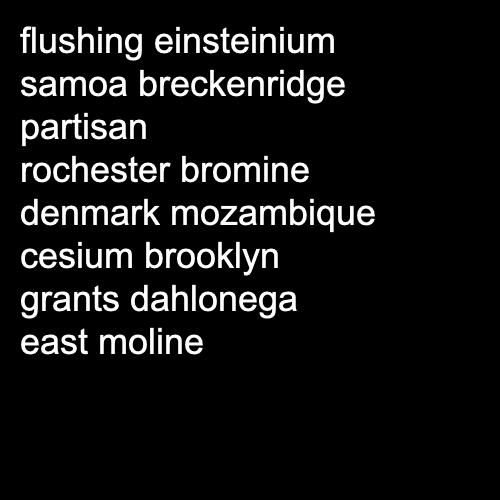 flushing einsteinium
samoa breckenridge
partisan
rochester bromine
denmark mozambique
cesium brooklyn
grants dahlonega
east moline